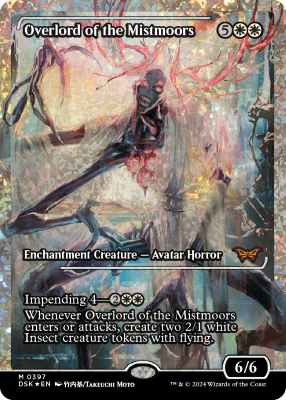 Overlord of the Mistmoors 5
Enchantment Creature — Avatar Horror
Impending 4—2
Whenever Overlord of the Mistmoors
enters or attacks, create two 2/1 white
Insect creature tokens with flying.
6/6
M 0397
DSK EN 竹内基/Takeuchi Moto
™ & © 2024 Wizards of the Coast